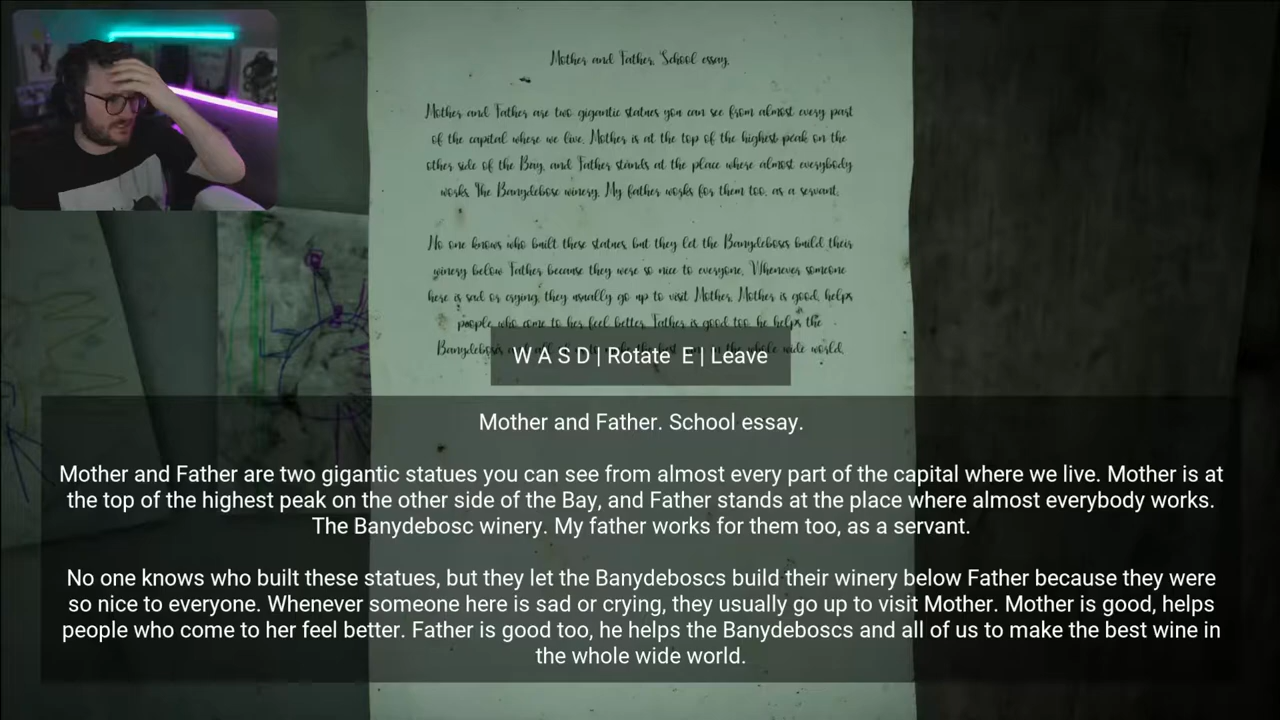 Mother and Father. School essay.
Mother and Father are two gigantic statues you can see from almost every part
of the capital where we live. Mother is at the top of the highest peak on the
other side of the Bay, and Father stands at the place where almost everybody
works. The Banydebosc winery. My father works for them too, as a servant.
No one knows who built these statues, but they let the Banydeboscs build their
winery below Father because they were so nice to everyone. Whenever someone
here is sad or crying, they usually go up to visit Mother. Mother is good, helps
people who come to her feel better. Father is good too, he helps the
Banydeboscs whole wide world.
W A S D | Rotate E | Leave
Mother and Father. School essay.
Mother and Father are two gigantic statues you can see from almost every part of the capital where we live. Mother is at
the top of the highest peak on the other side of the Bay, and Father stands at the place where almost everybody works.
The Banydebosc winery. My father works for them too, as a servant.
No one knows who built these statues, but they let the Banydeboscs build their winery below Father because they were
so nice to everyone. Whenever someone here is sad or crying, they usually go up to visit Mother. Mother is good, helps
people who come to her feel better. Father is good too, he helps the Banydeboscs and all of us to make the best wine in
the whole wide world.